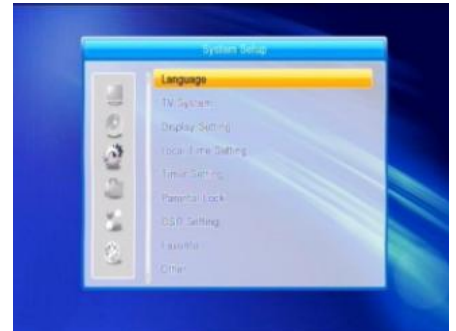 System Setup
Language
TV System
Display Setting
Local Time Setting
Timer Setting
Parental Lock
OSD Setting
Favorite
Other